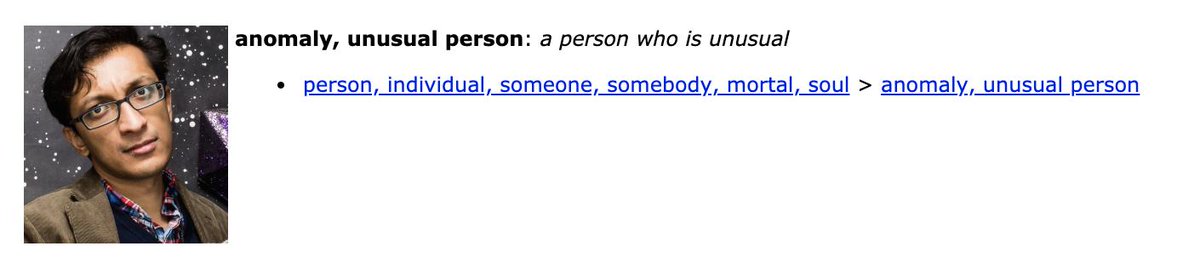 anomaly, unusual person: a person who is unusual
• person, individual, someone, somebody, mortal, soul > anomaly, unusual person